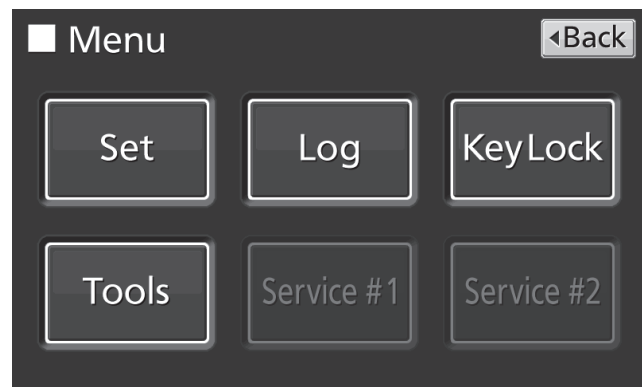 Menu
Back
Set
Log
KeyLock
Tools
Service #1
Service #2